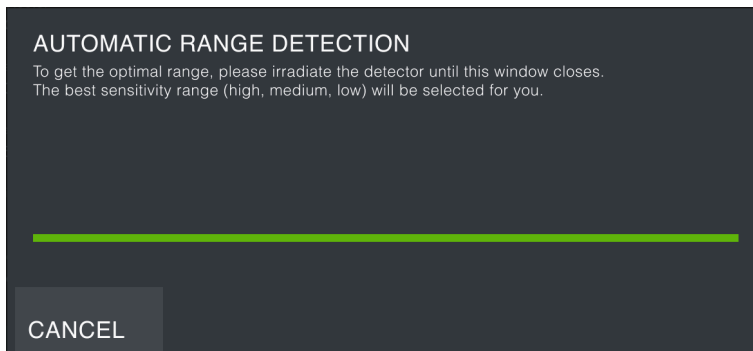 AUTOMATIC RANGE DETECTION
To get the optimal range, please irradiate the detector until this window closes.
The best sensitivity range (high, medium, low) will be selected for you.
CANCEL